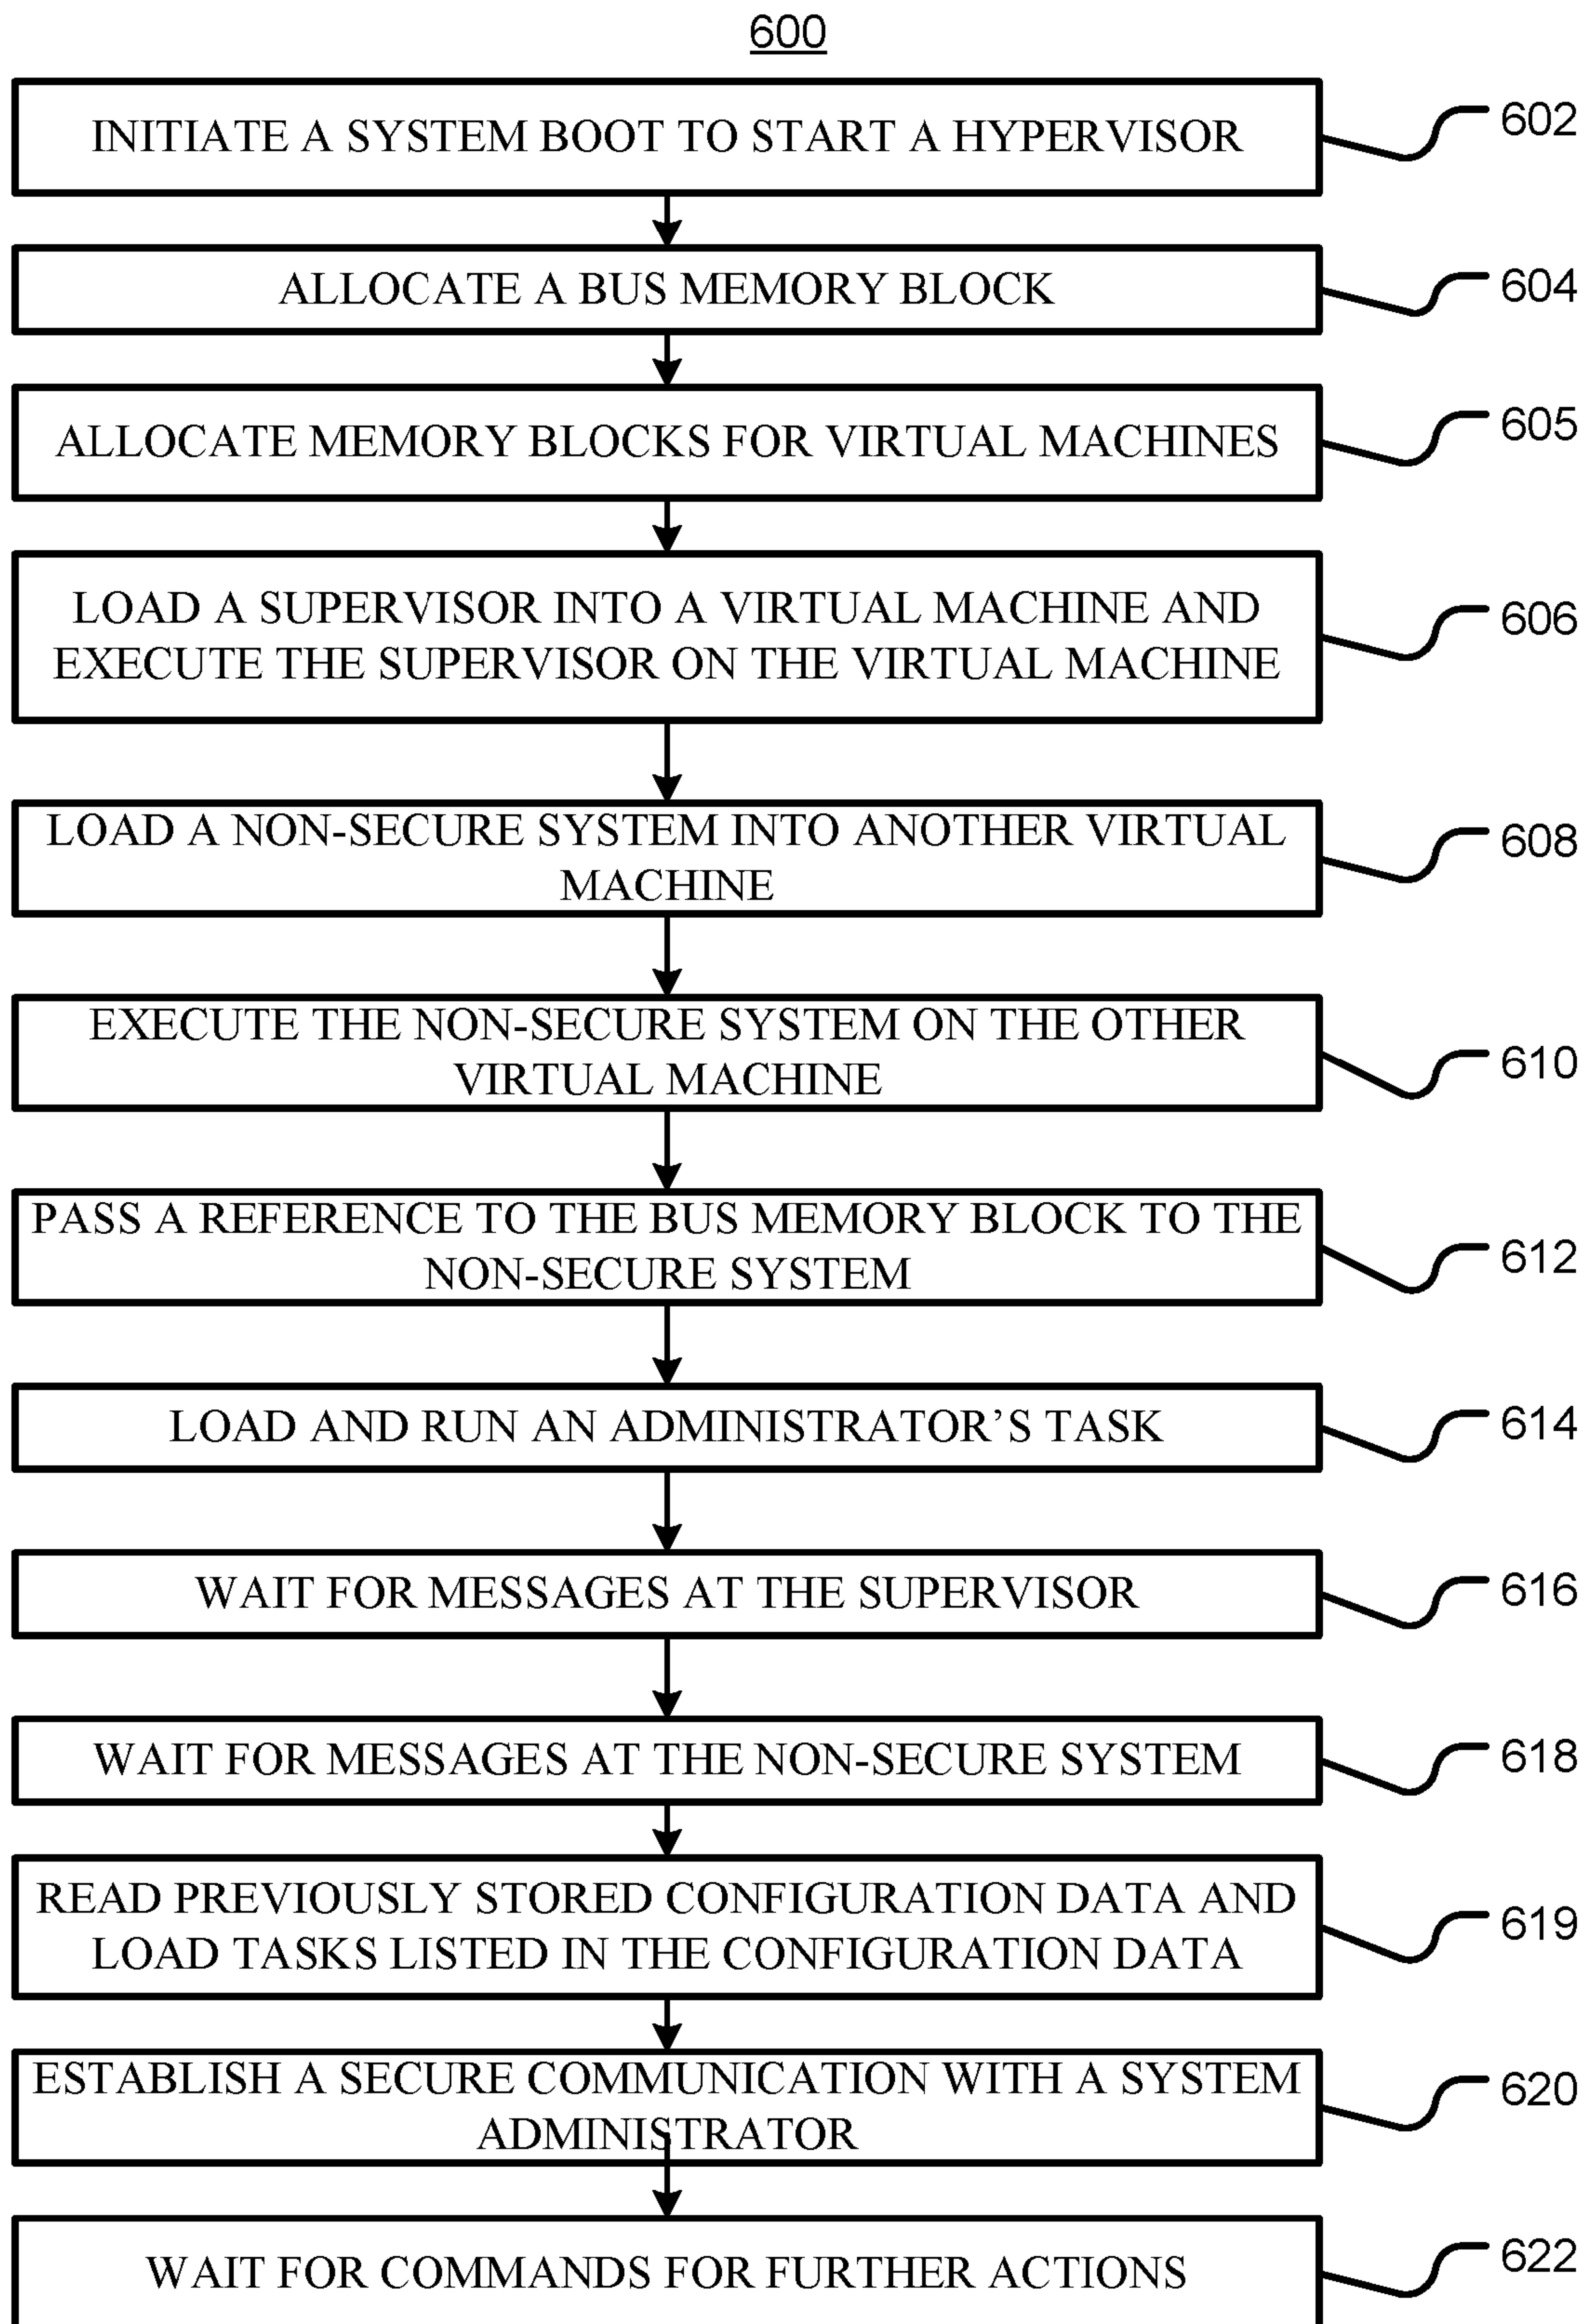 600
INITIATE A SYSTEM BOOT TO START A HYPERVISOR
602
ALLOCATE A BUS MEMORY BLOCK
604
ALLOCATE MEMORY BLOCKS FOR VIRTUAL MACHINES
605
LOAD A SUPERVISOR INTO A VIRTUAL MACHINE AND
EXECUTE THE SUPERVISOR ON THE VIRTUAL MACHINE
606
LOAD A NON-SECURE SYSTEM INTO ANOTHER VIRTUAL
MACHINE
608
EXECUTE THE NON-SECURE SYSTEM ON THE OTHER
VIRTUAL MACHINE
610
PASS A REFERENCE TO THE BUS MEMORY BLOCK TO THE
NON-SECURE SYSTEM
612
LOAD AND RUN AN ADMINISTRATOR’S TASK
614
WAIT FOR MESSAGES AT THE SUPERVISOR
616
WAIT FOR MESSAGES AT THE NON-SECURE SYSTEM
618
READ PREVIOUSLY STORED CONFIGURATION DATA AND
LOAD TASKS LISTED IN THE CONFIGURATION DATA
619
ESTABLISH A SECURE COMMUNICATION WITH A SYSTEM
ADMINISTRATOR
620
WAIT FOR COMMANDS FOR FURTHER ACTIONS
622